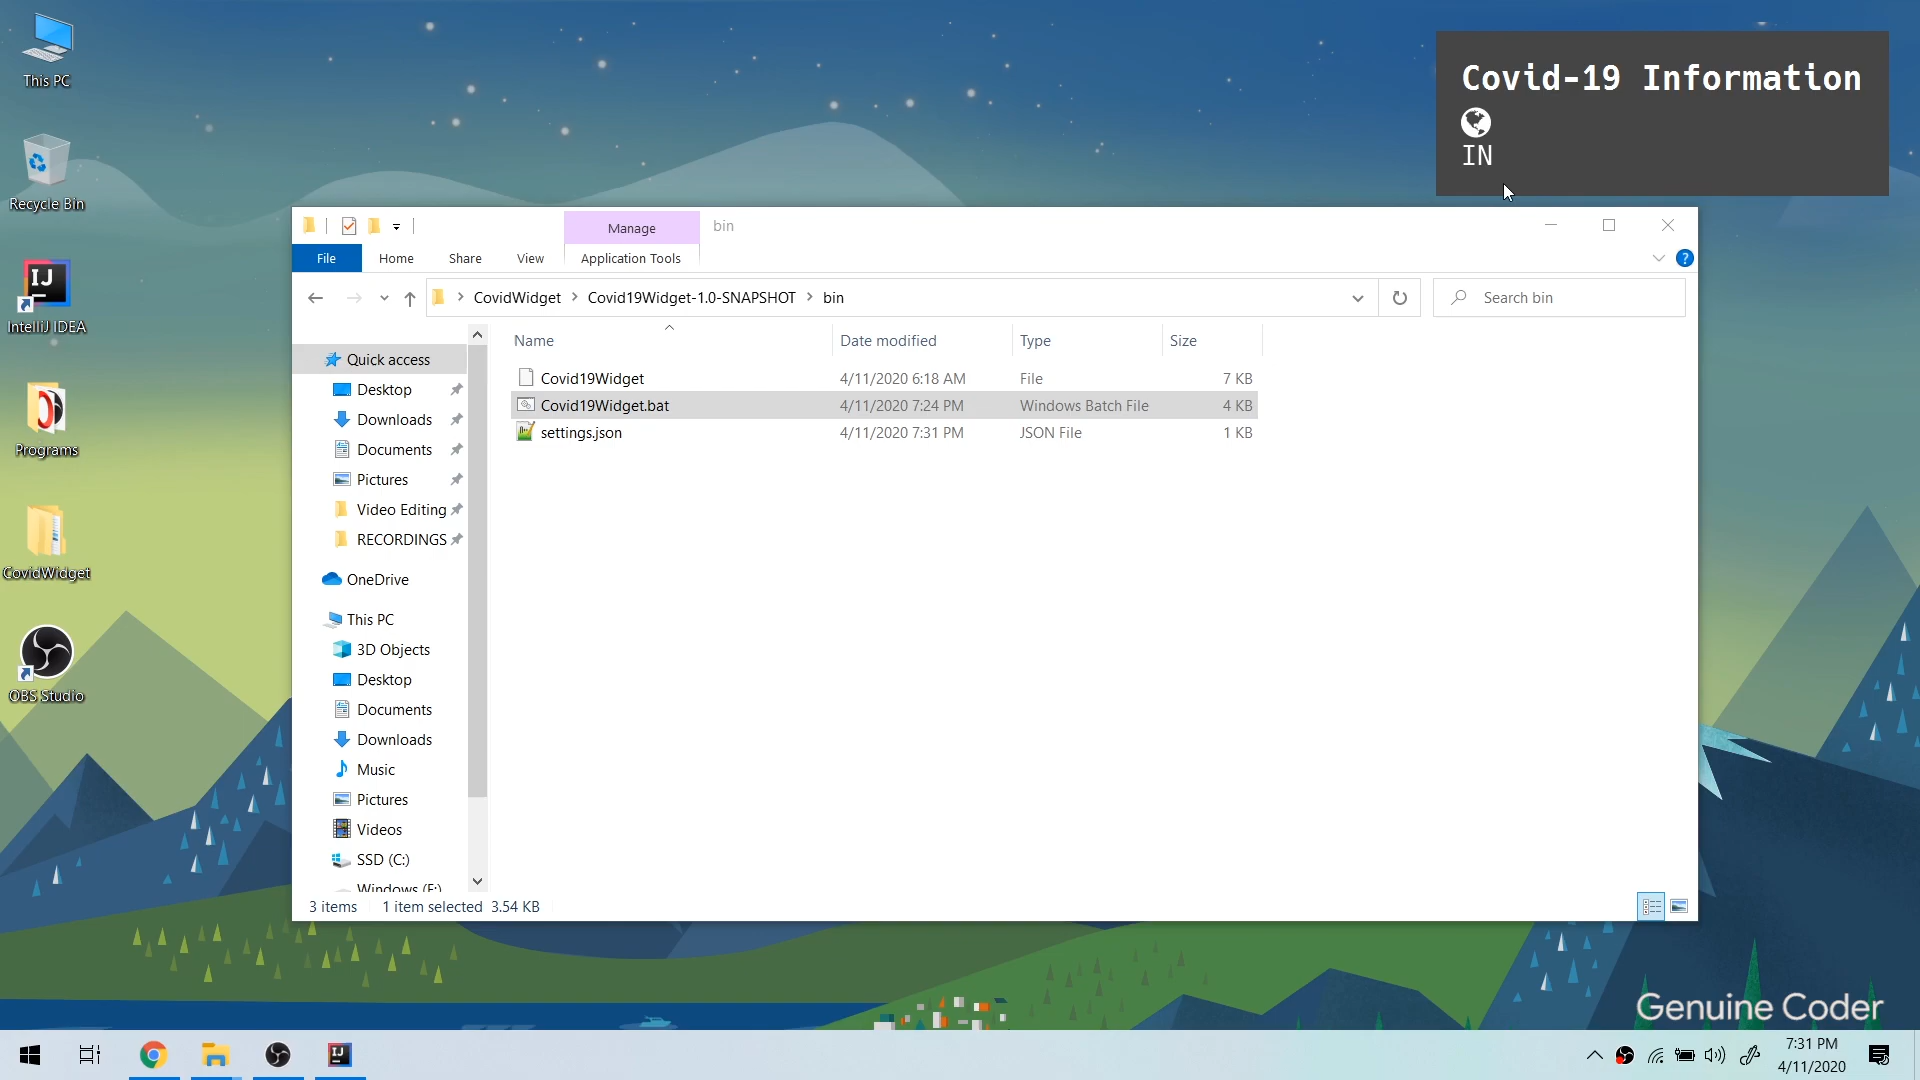 This PC
Recycle Bin
IJ
IntelliJ IDEA
Programs
CovidWidget
OBS Studio
Covid-19 Information
IN
Manage
bin
File
Home
Share
View
Application Tools
?
CovidWidget
Covid19Widget-1.0-SNAPSHOT
bin
Search bin
Quick access
Desktop
Downloads
Documents
Pictures
Video Editing
RECORDINGS
OneDrive
This PC
3D Objects
Desktop
Documents
Downloads
Music
Pictures
Videos
SSD (C:)
Windows (E:)
Name Date modified Type Size
Covid19Widget 4/11/2020 6:18 AM File 7 KB
Covid19Widget.bat 4/11/2020 7:24 PM Windows Batch File 4 KB
settings.json 4/11/2020 7:31 PM JSON File 1 KB
3 items 1 item selected 3.54 KB
Genuine Coder
IJ
7:31 PM
4/11/2020